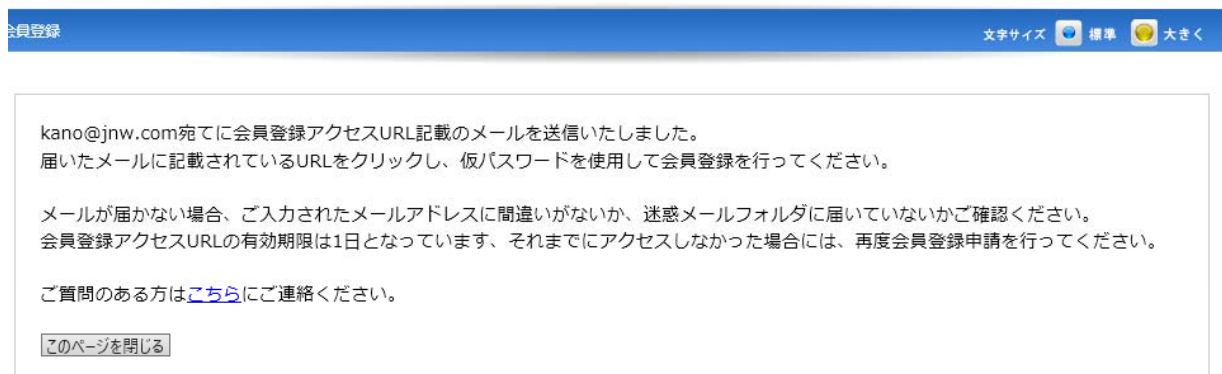 会員登録
文字サイズ 標準 大きく
kano@jnw.com宛てに会員登録アクセスURL記載のメールを送信いたしました。
届いたメールに記載されているURLをクリックし、仮パスワードを使用して会員登録を行ってください。
メールが届かない場合、ご入力されたメールアドレスに間違いがないか、迷惑メールフォルダに届いていないかご確認ください。
会員登録アクセスURLの有効期限は1日となっています、それまでにアクセスしなかった場合には、再度会員登録申請を行ってください。
ご質問のある方はこちらにご連絡ください。
このページを閉じる